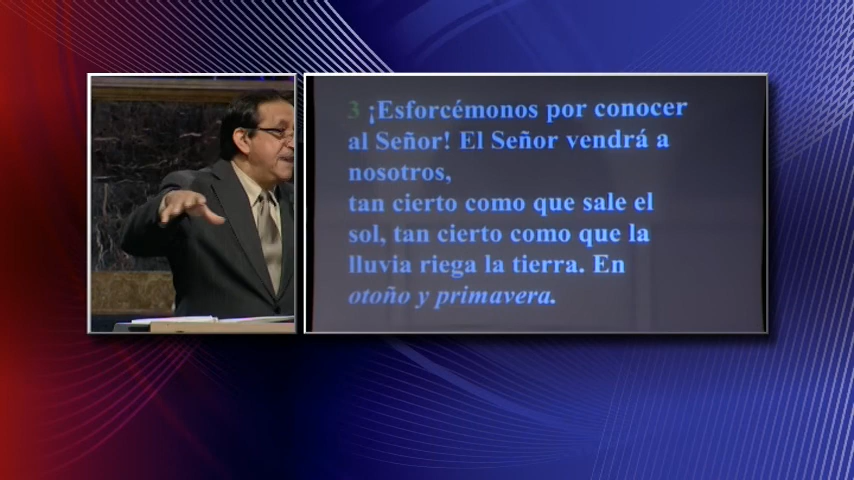 3 ¡Esforcémonos por conocer
al Señor! El Señor vendrá a
nosotros,
tan cierto como que sale el
sol, tan cierto como que la
lluvia riega la tierra. En
otoño y primavera.